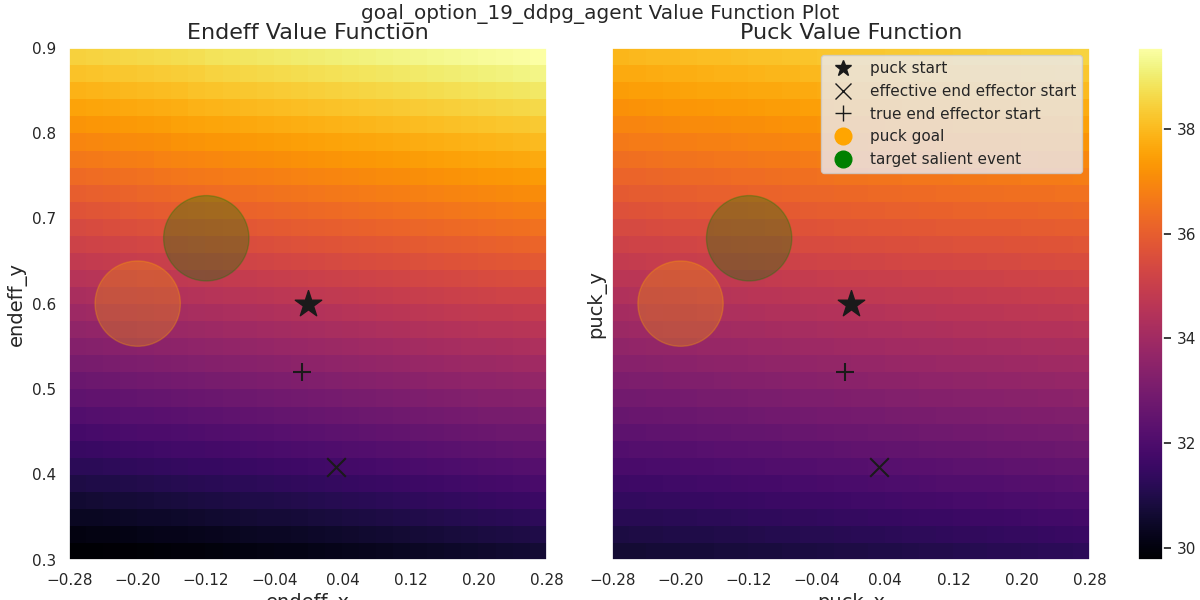 goal_option_19_ddpg_agent Value Function Plot
Endeff Value Function
Puck Value Function
0.9
0.8
0.7
0.6
0.5
0.4
0.3
endeff_y
−0.28 −0.20 −0.12 −0.04 0.04 0.12 0.20 0.28
endeff_x
puck start
effective end effector start
true end effector start
puck goal
target salient event
puck_y
−0.28 −0.20 −0.12 −0.04 0.04 0.12 0.20 0.28
puck_x
38
36
34
32
30